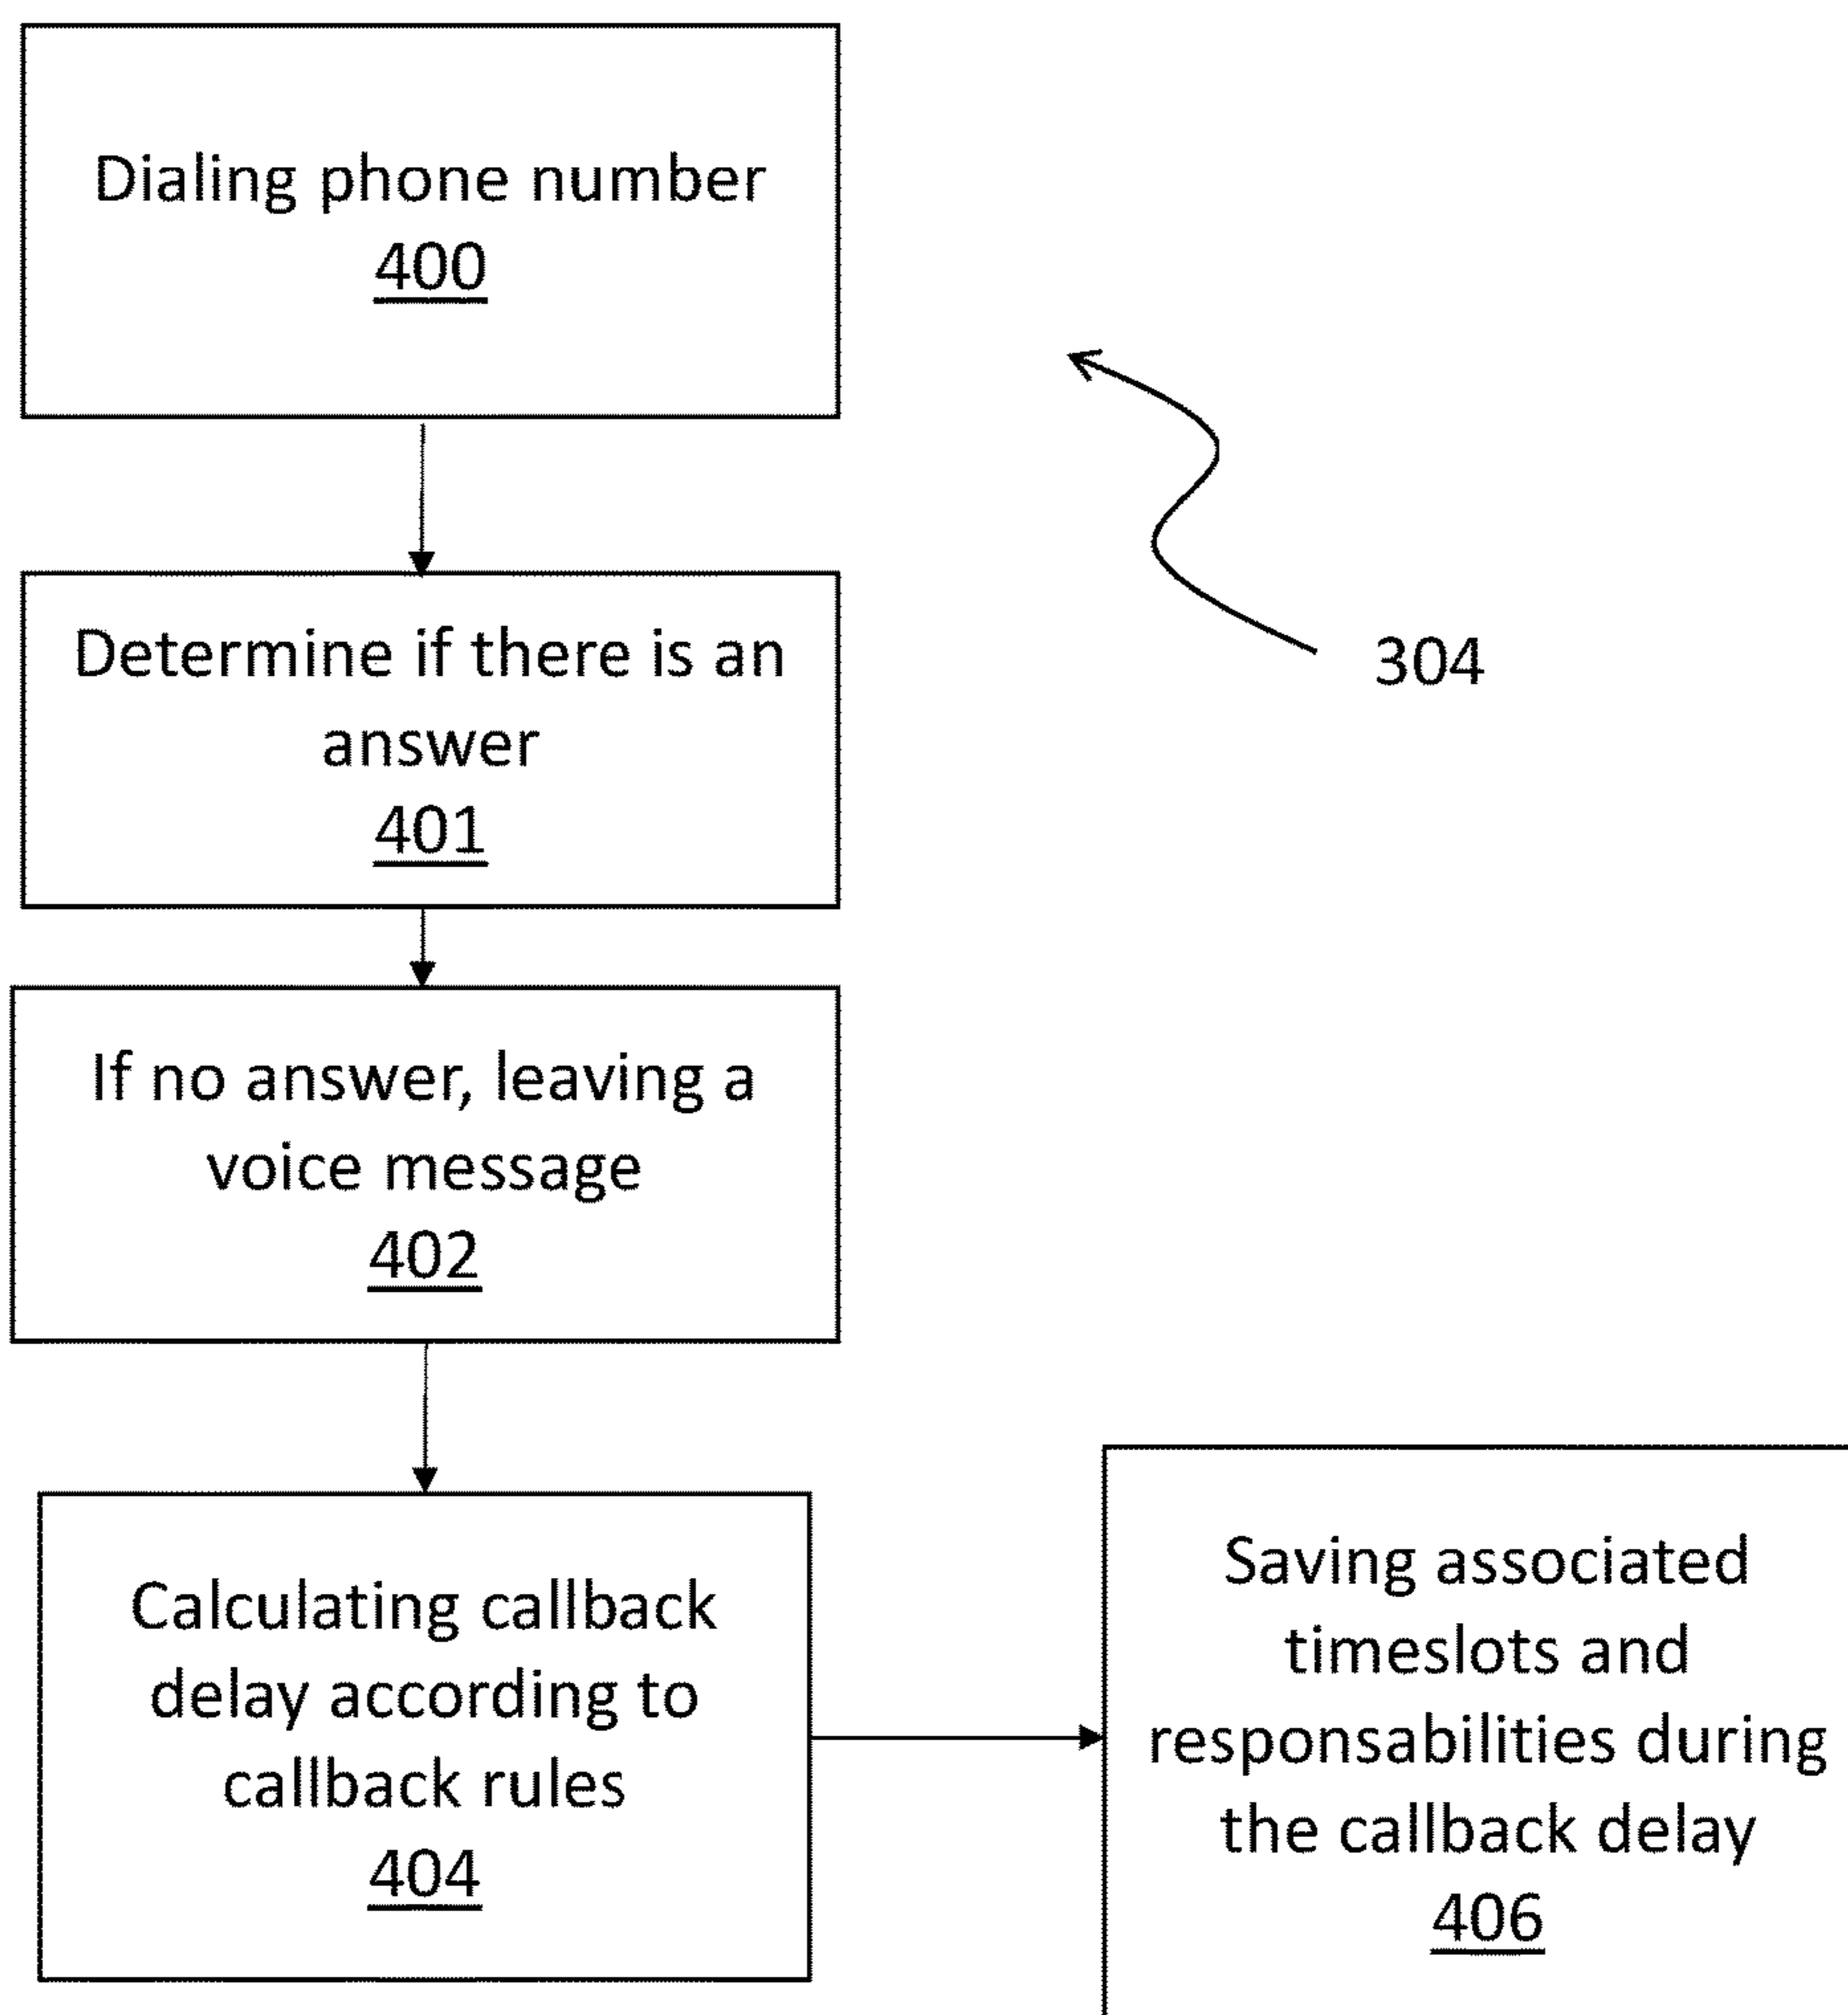 Dialing phone number
400
Determine if there is an
answer
401
304
If no answer, leaving a
voice message
402
Calculating callback
delay according to
callback rules
404
Saving associated
timeslots and
responsabilities during
the callback delay
406